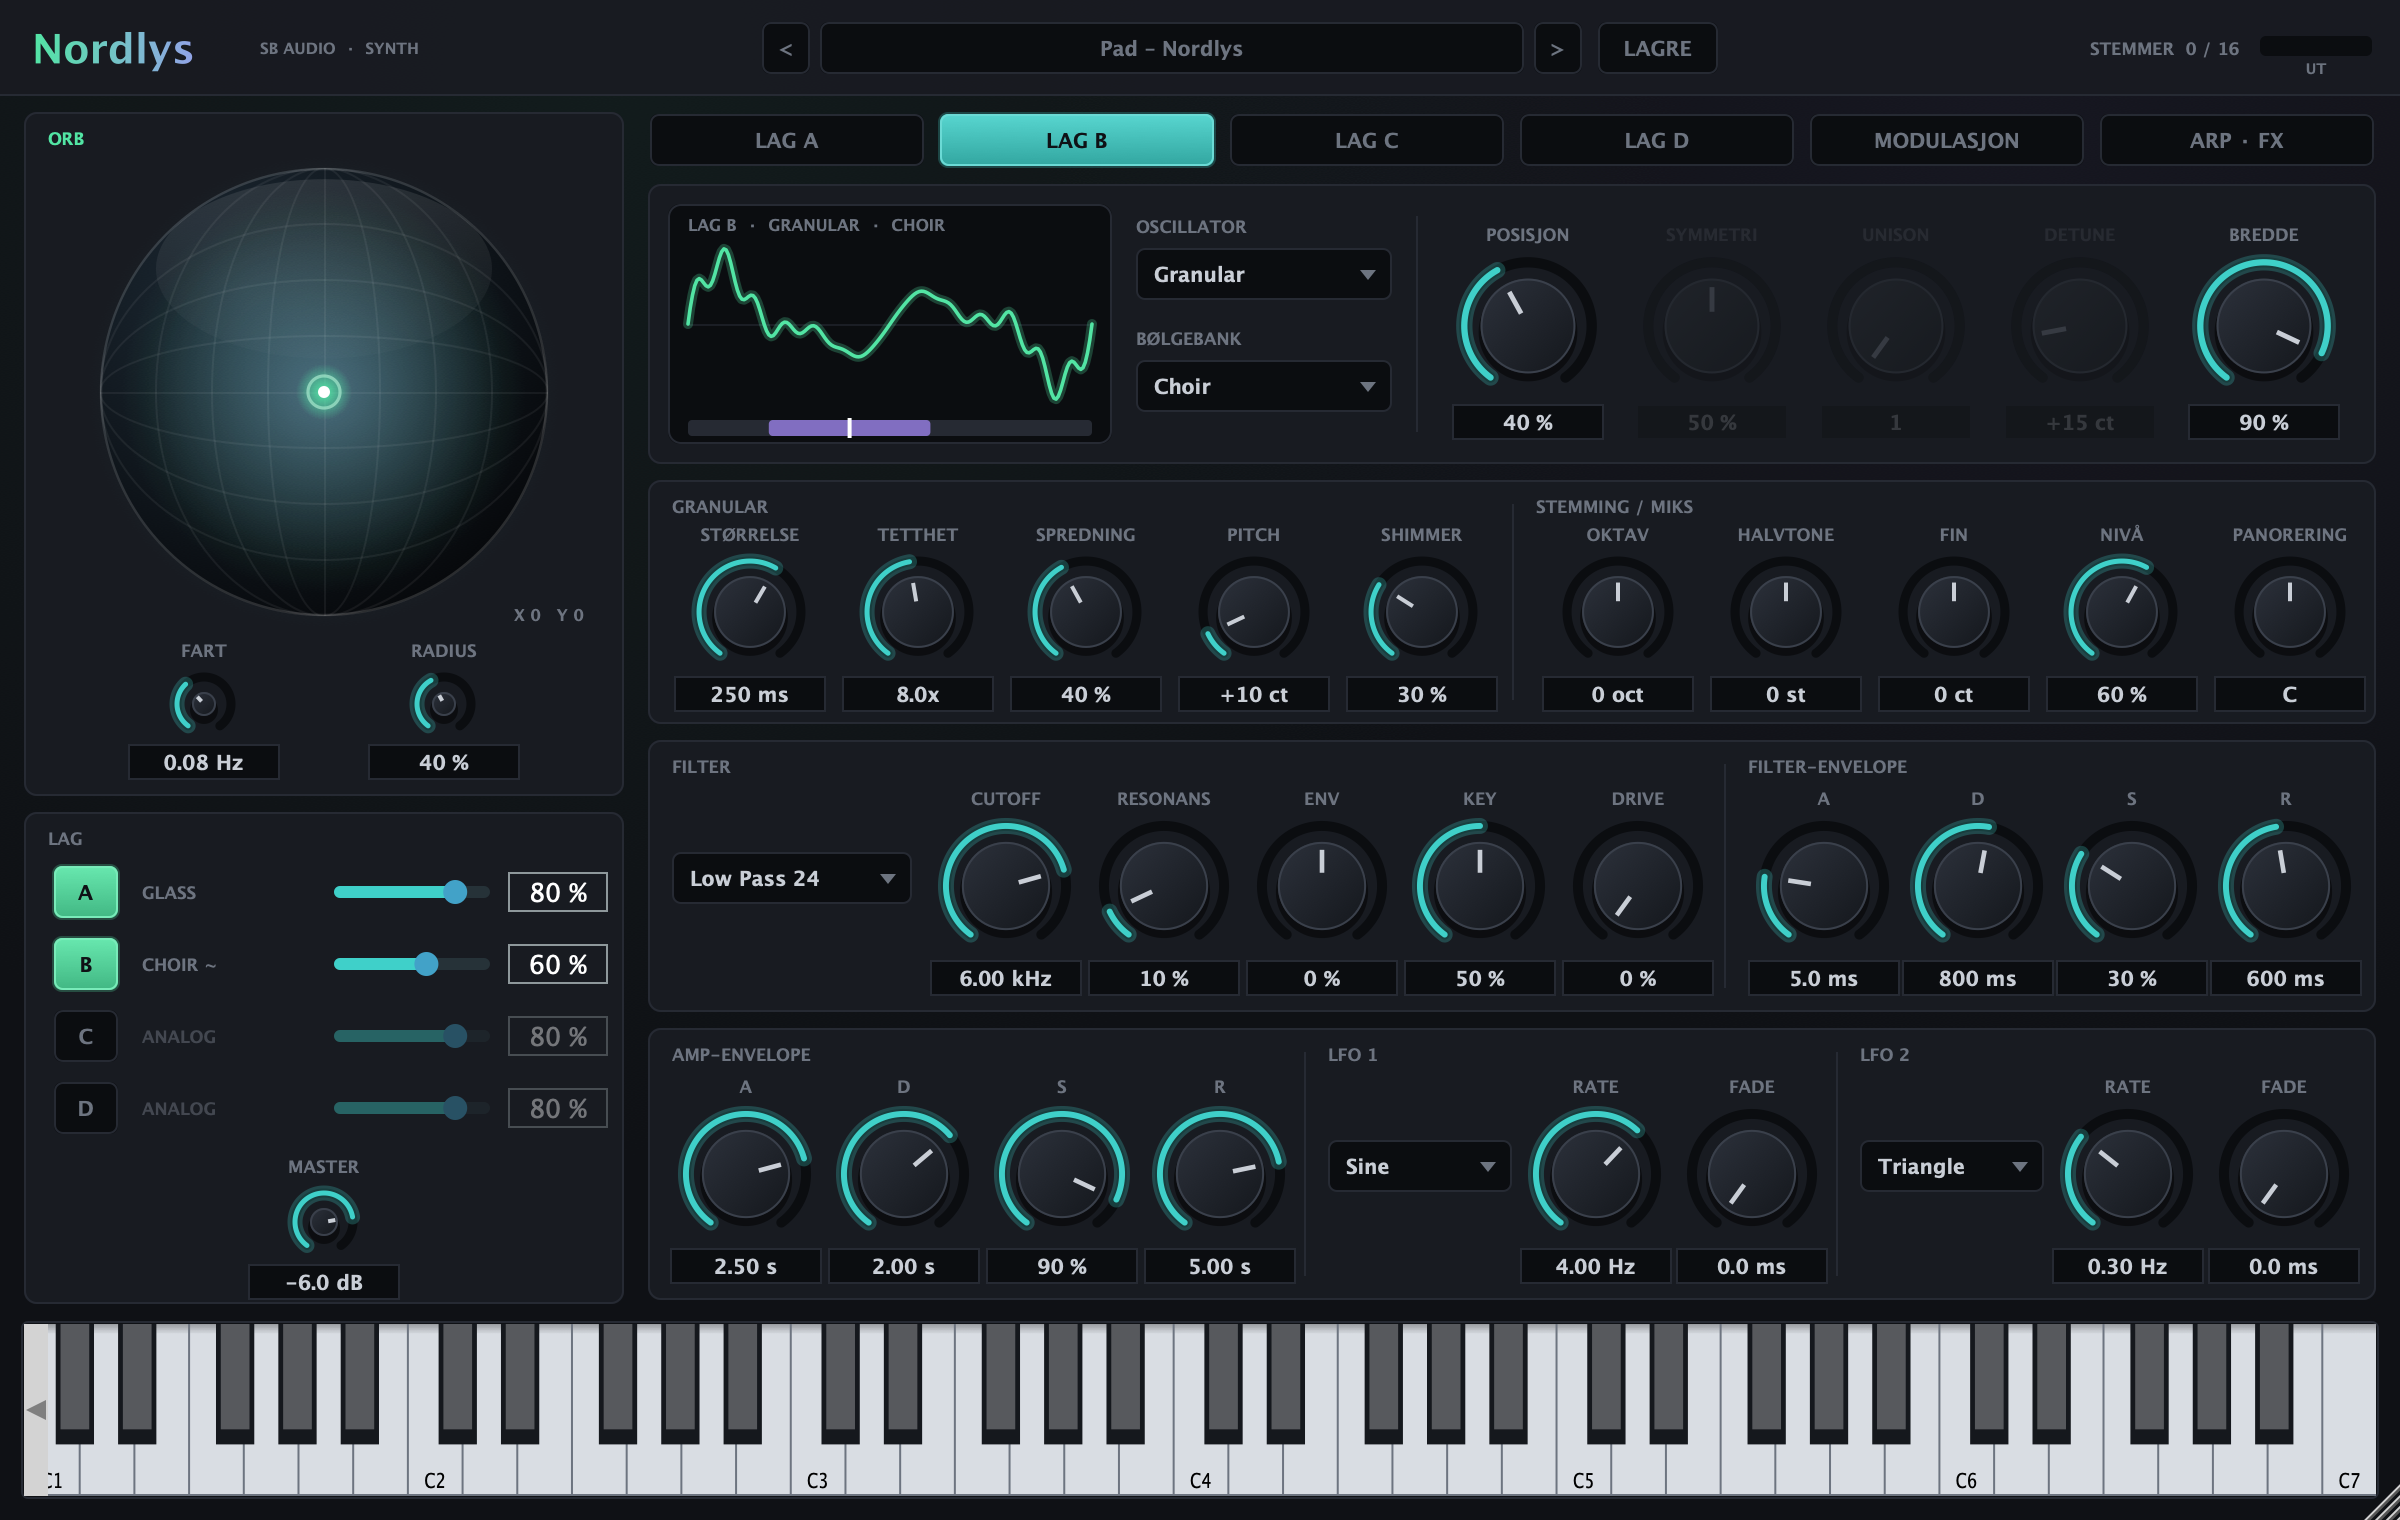 Nordlys SB AUDIO · SYNTH < Pad – Nordlys > LAGRE STEMMER 0 / 16
UT
ORB
X 0 Y 0
FART RADIUS
0.08 Hz 40 %
LAG
A GLASS 80 %
B CHOIR ~ 60 %
C ANALOG 80 %
D ANALOG 80 %
MASTER
−6.0 dB
LAG A LAG B LAG C LAG D MODULASJON ARP · FX
LAG B · GRANULAR · CHOIR
OSCILLATOR
Granular
BØLGEBANK
Choir
POSISJON SYMMETRI UNISON DETUNE BREDDE
40 % 50 % 1 +15 ct 90 %
GRANULAR
STØRRELSE TETTHET SPREDNING PITCH SHIMMER
250 ms 8.0x 40 % +10 ct 30 %
STEMMING / MIKS
OKTAV HALVTONE FIN NIVÅ PANORERING
0 oct 0 st 0 ct 60 % C
FILTER
Low Pass 24
CUTOFF RESONANS ENV KEY DRIVE
6.00 kHz 10 % 0 % 50 % 0 %
FILTER-ENVELOPE
A D S R
5.0 ms 800 ms 30 % 600 ms
AMP-ENVELOPE
A D S R
2.50 s 2.00 s 90 % 5.00 s
LFO 1
Sine
RATE FADE
4.00 Hz 0.0 ms
LFO 2
Triangle
RATE FADE
0.30 Hz 0.0 ms
C1 C2 C3 C4 C5 C6 C7